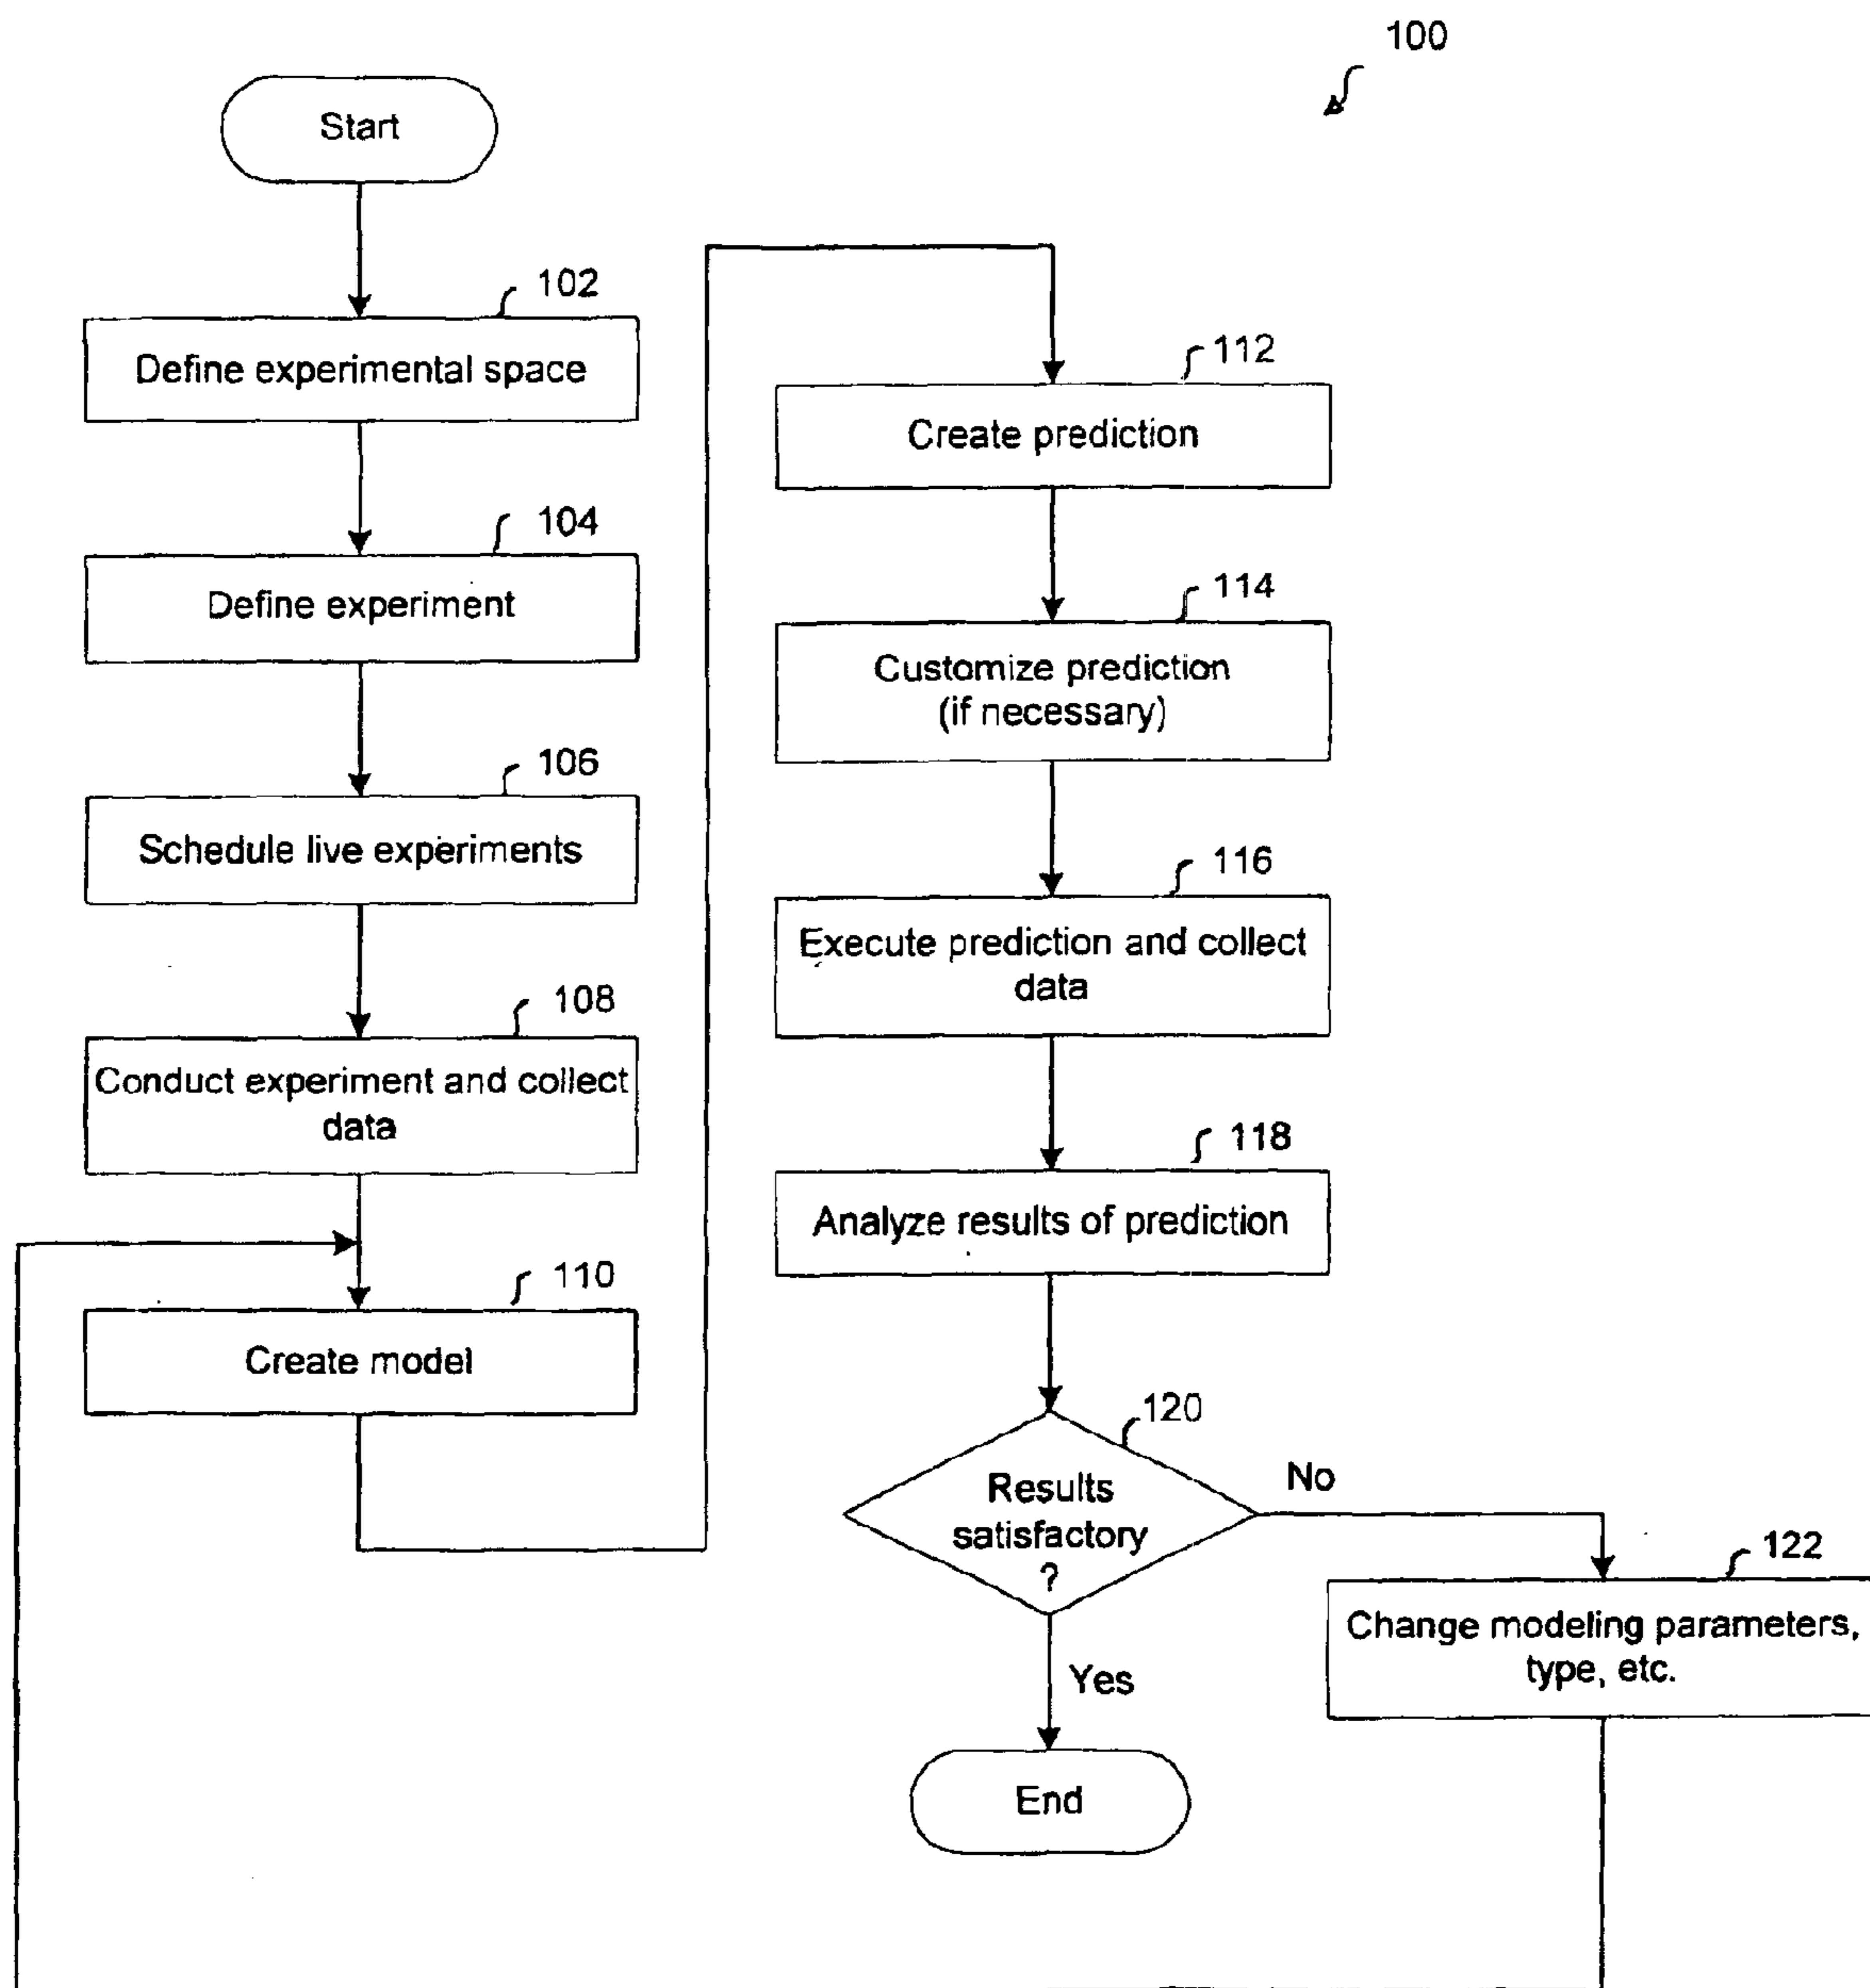 100
Start
102
Define experimental space
104
Define experiment
106
Schedule live experiments
108
Conduct experiment and collect
data
110
Create model
112
Create prediction
114
Customize prediction
(if necessary)
116
Execute prediction and collect
data
118
Analyze results of prediction
120
Results
satisfactory
?
No
Yes
122
Change modeling parameters,
type, etc.
End